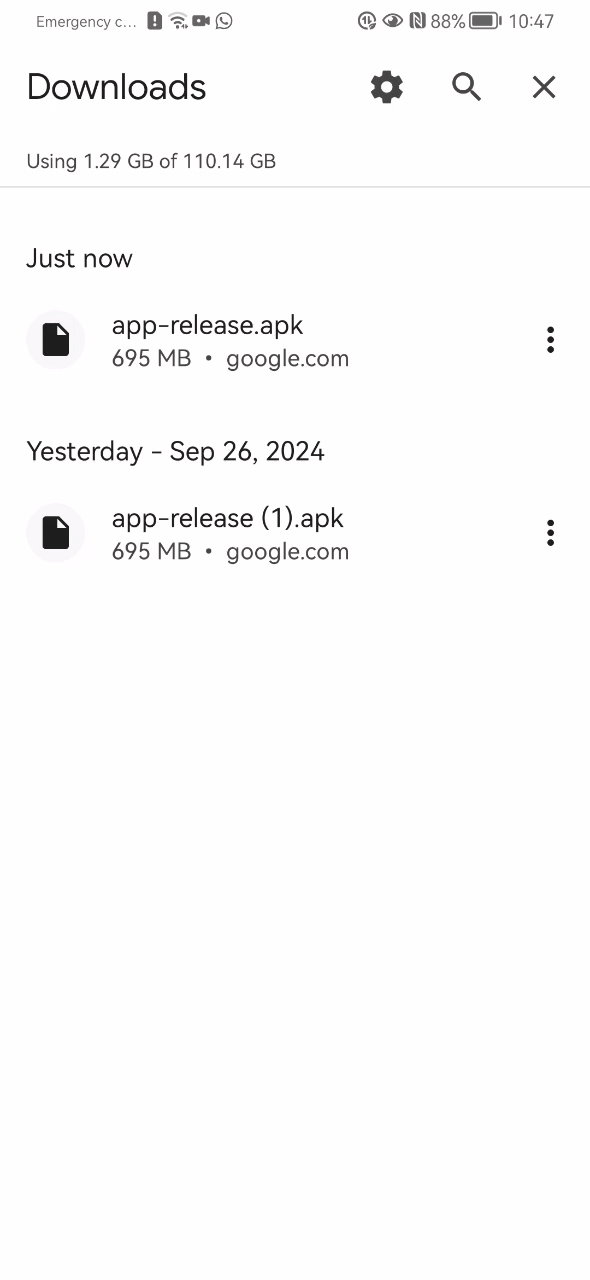 Emergency c... 88% 10:47
Downloads
Using 1.29 GB of 110.14 GB
Just now
app-release.apk
695 MB • google.com
Yesterday - Sep 26, 2024
app-release (1).apk
695 MB • google.com